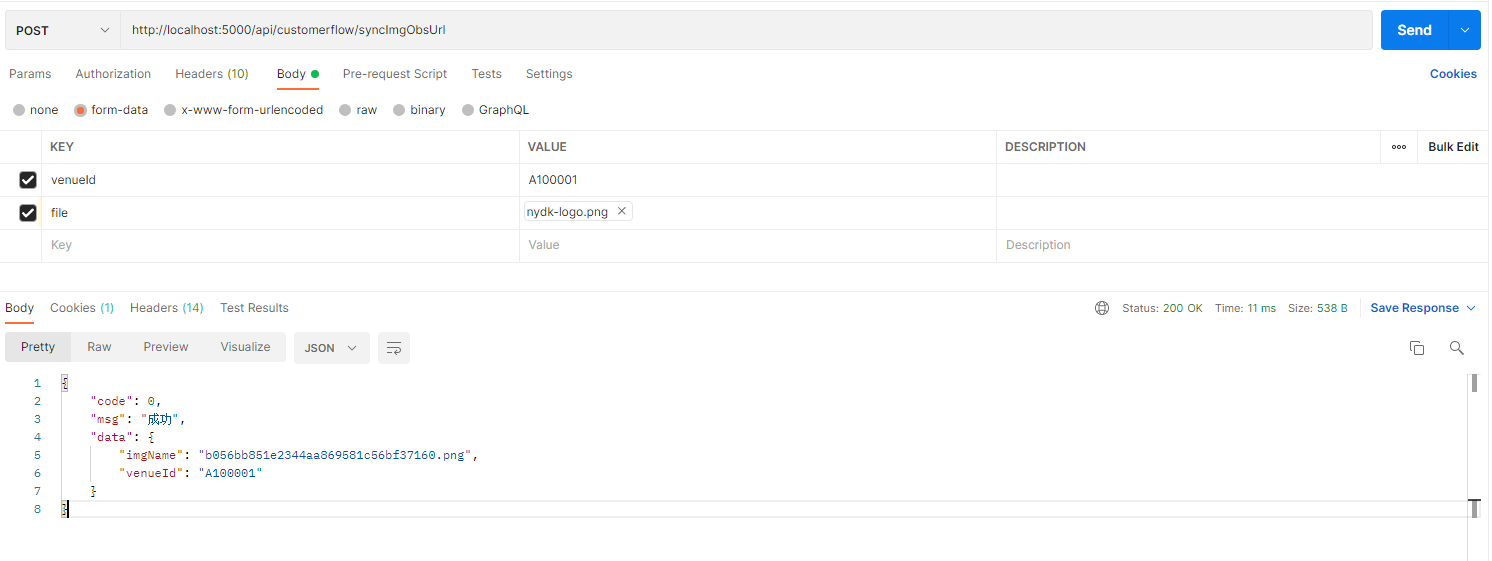 POST http://localhost:5000/api/customerflow/syncImgObsUrl Send
Params Authorization Headers (10) Body Pre-request Script Tests Settings Cookies
none form-data x-www-form-urlencoded raw binary GraphQL
KEY VALUE DESCRIPTION Bulk Edit
venueId A100001
file nydk-logo.png
Key Value Description
Body Cookies (1) Headers (14) Test Results Status: 200 OK Time: 11 ms Size: 538 B Save Response
Pretty Raw Preview Visualize JSON
1 {
2 "code": 0,
3 "msg": "成功",
4 "data": {
5 "imgName": "b056bb851e2344aa869581c56bf37160.png",
6 "venueId": "A100001"
7 }
8 }